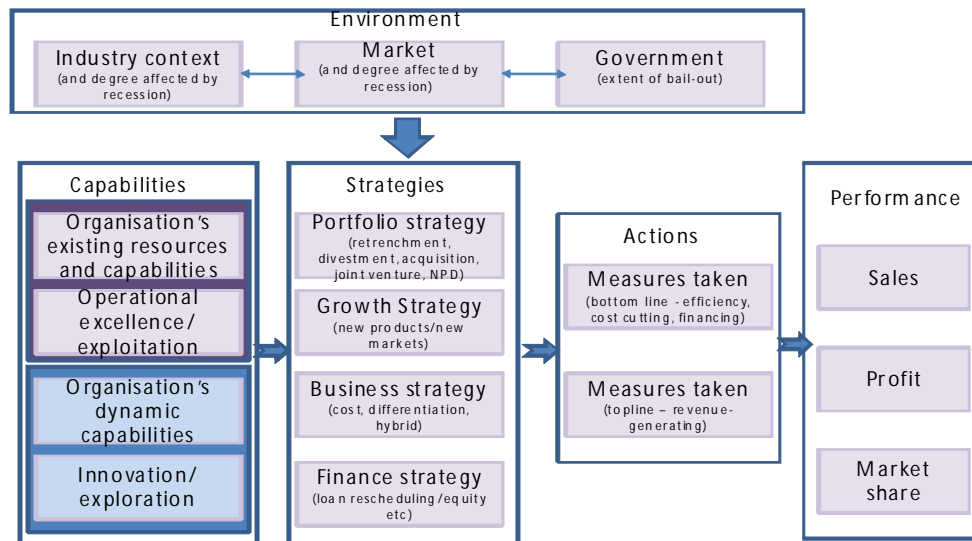 Environment
Industry context
(and degree affected by
recession)
Market
(and degree affected by
recession)
Government
(extent of bail-out)
Capabilities
Organisation's
existing resources
and capabilities
Operational
excellence/
exploitation
Organisation's
dynamic
capabilities
Innovation/
exploration
Strategies
Portfolio strategy
(retrenchment,
divestment, acquisition,
joint venture, NPD)
Growth Strategy
(new products/new
markets)
Business strategy
(cost, differentiation,
hybrid)
Finance strategy
(loan rescheduling/equity
etc)
Actions
Measures taken
(bottom line - efficiency,
cost cutting, financing)
Measures taken
(topline – revenue-
generating)
Performance
Sales
Profit
Market
share